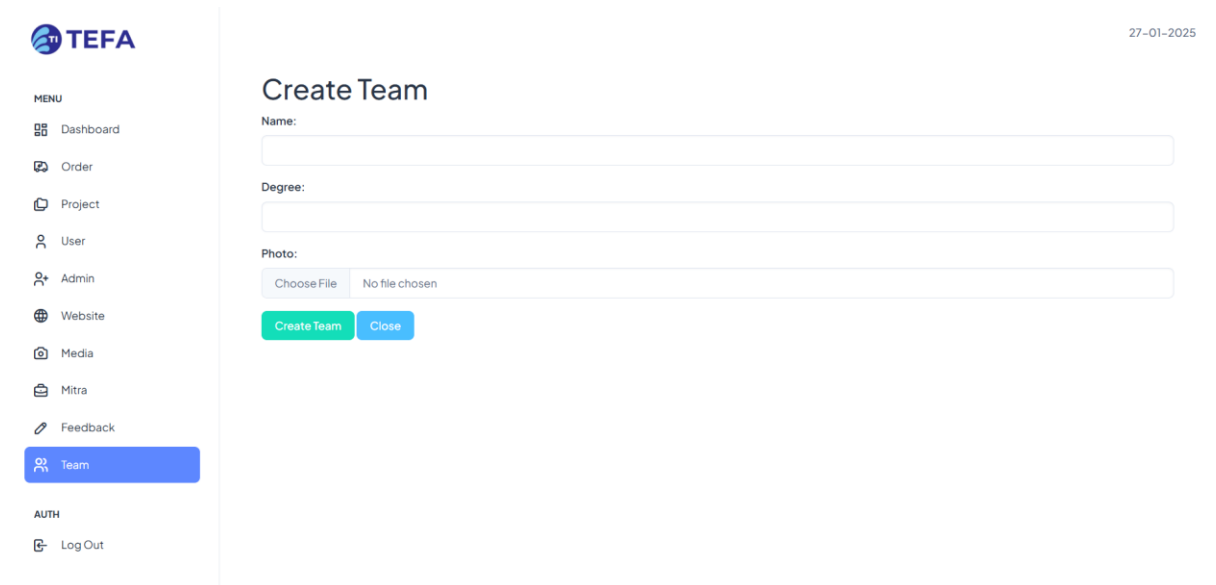 TI TEFA
27-01-2025
MENU
Dashboard
Order
Project
User
Admin
Website
Media
Mitra
Feedback
Team
AUTH
Log Out
Create Team
Name:
Degree:
Photo:
Choose File No file chosen
Create Team Close